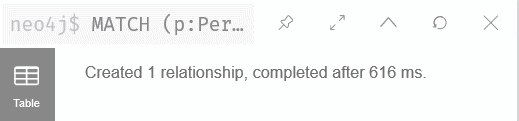 neo4j$ MATCH (p:Per…
Created 1 relationship, completed after 616 ms.
Table